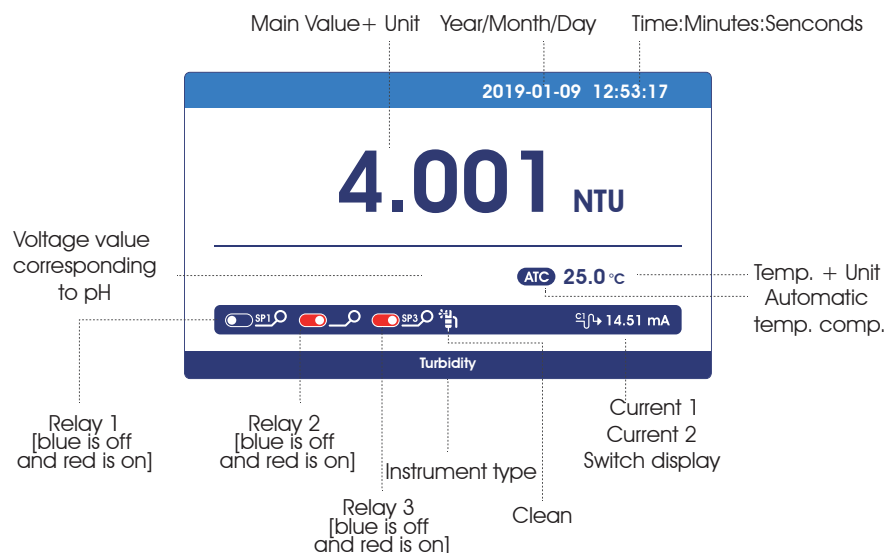 Main Value+ Unit
Year/Month/Day
Time:Minutes:Senconds
2019-01-09 12:53:17
4.001 NTU
Voltage value
corresponding
to pH
ATC 25.0 °C
Temp. + Unit
Automatic
temp. comp.
SP1
SP3
C1
14.51 mA
Turbidity
Relay 1
[blue is off
and red is on]
Relay 2
[blue is off
and red is on]
Instrument type
Relay 3
[blue is off
and red is on]
Clean
Current 1
Current 2
Switch display